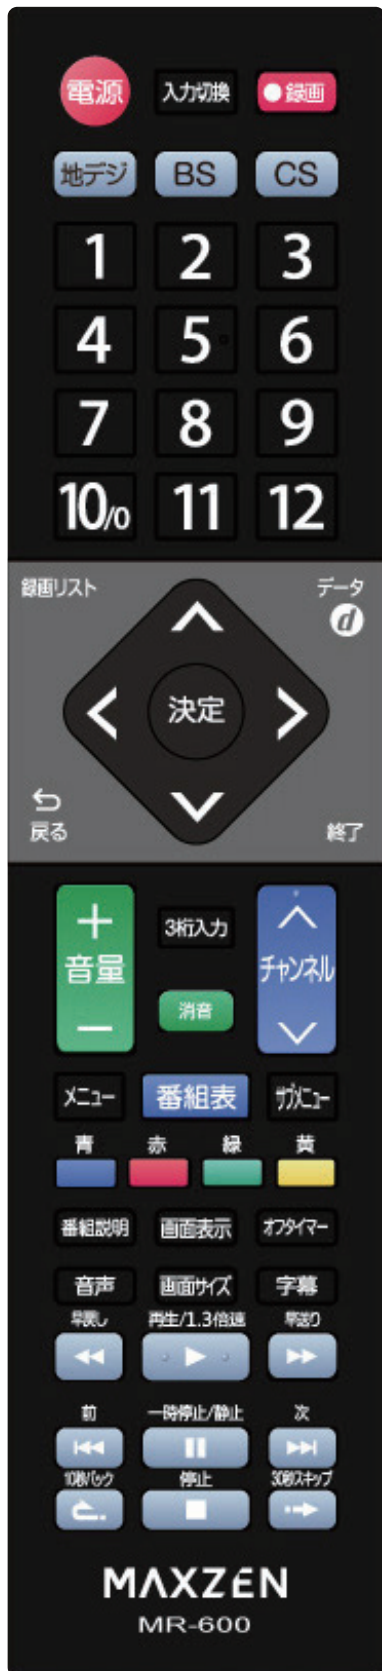 電源 入力切換 録画
地デジ BS CS
1 2 3
4 5 6
7 8 9
10/0 11 12
録画リスト データ
d
決定
戻る 終了
+ 3桁入力
音量 チャンネル
− 消音
メニュー 番組表 サブメニュー
青 赤 緑 黄
番組説明 画面表示 オフタイマー
音声 画面サイズ 字幕
早戻し 再生/1.3倍速 早送り
前 一時停止/静止 次
10秒バック 停止 30秒スキップ
MAXZEN
MR-600